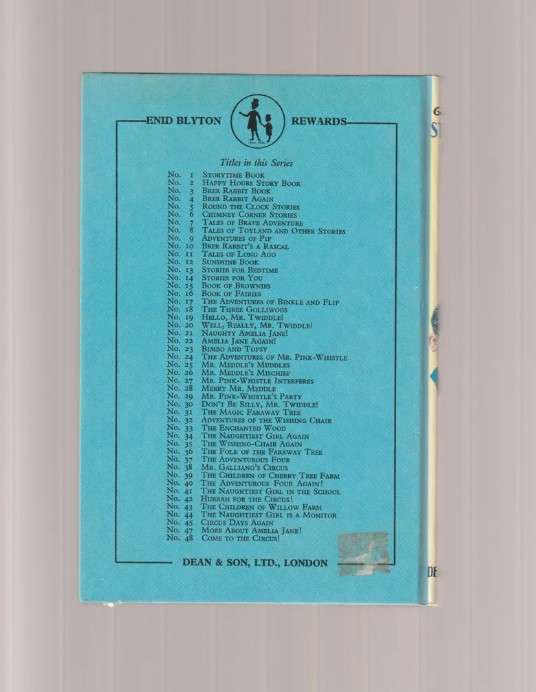 ENID BLYTON REWARDS
Titles in this Series
No. 1 Storytime Book
No. 2 Happy Hours Story Book
No. 3 Brer Rabbit Book
No. 4 Brer Rabbit Again
No. 5 Round the Clock Stories
No. 6 Chimney Corner Stories
No. 7 Tales of Brave Adventure
No. 8 Tales of Toyland and Other Stories
No. 9 Adventures of Pip
No. 10 Brer Rabbit's a Rascal
No. 11 Tales of Long Ago
No. 12 Sunshine Book
No. 13 Stories for Bedtime
No. 14 Stories for You
No. 15 Book of Brownies
No. 16 Book of Fairies
No. 17 The Adventures of Binkle and Flip
No. 18 The Three Golliwogs
No. 19 Hello, Mr. Twiddle!
No. 20 Well, Really, Mr. Twiddle!
No. 21 Naughty Amelia Jane!
No. 22 Amelia Jane Again!
No. 23 Bimbo and Topsy
No. 24 The Adventures of Mr. Pink-Whistle
No. 25 Mr. Meddle's Muddles
No. 26 Mr. Meddle's Mischief
No. 27 Mr. Pink-Whistle Interferes
No. 28 Merry Mr. Meddle
No. 29 Mr. Pink-Whistle's Party
No. 30 Don't Be Silly, Mr. Twiddle!
No. 31 The Magic Faraway Tree
No. 32 Adventures of the Wishing Chair
No. 33 The Enchanted Wood
No. 34 The Naughtiest Girl Again
No. 35 The Wishing-Chair Again
No. 36 The Folk of the Faraway Tree
No. 37 The Adventurous Four
No. 38 Mr. Galliano's Circus
No. 39 The Children of Cherry Tree Farm
No. 40 The Adventurous Four Again!
No. 41 The Naughtiest Girl in the School
No. 42 Hurrah for the Circus!
No. 43 The Children of Willow Farm
No. 44 The Naughtiest Girl is a Monitor
No. 45 Circus Days Again
No. 47 More About Amelia Jane!
No. 48 Come to the Circus!
DEAN & SON, LTD., LONDON